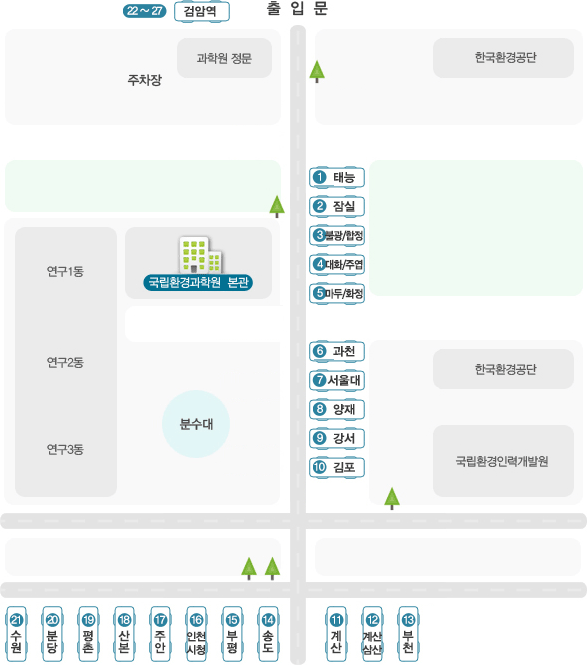 출 입 문
22 ~ 27 검암역
과학원 정문
주차장
한국환경공단
1 태능
2 잠실
3 불광/합정
4 대화/주엽
5 마두/화정
연구1동
국립환경과학원 본관
연구2동
6 과천
7 서울대
8 양재
9 강서
10 김포
한국환경공단
분수대
연구3동
국립환경인력개발원
21 수원
20 분당
19 평촌
18 산본
17 주안
16 인천
시청
15 부평
14 송도
11 계산
12 계산
삼산
13 부천